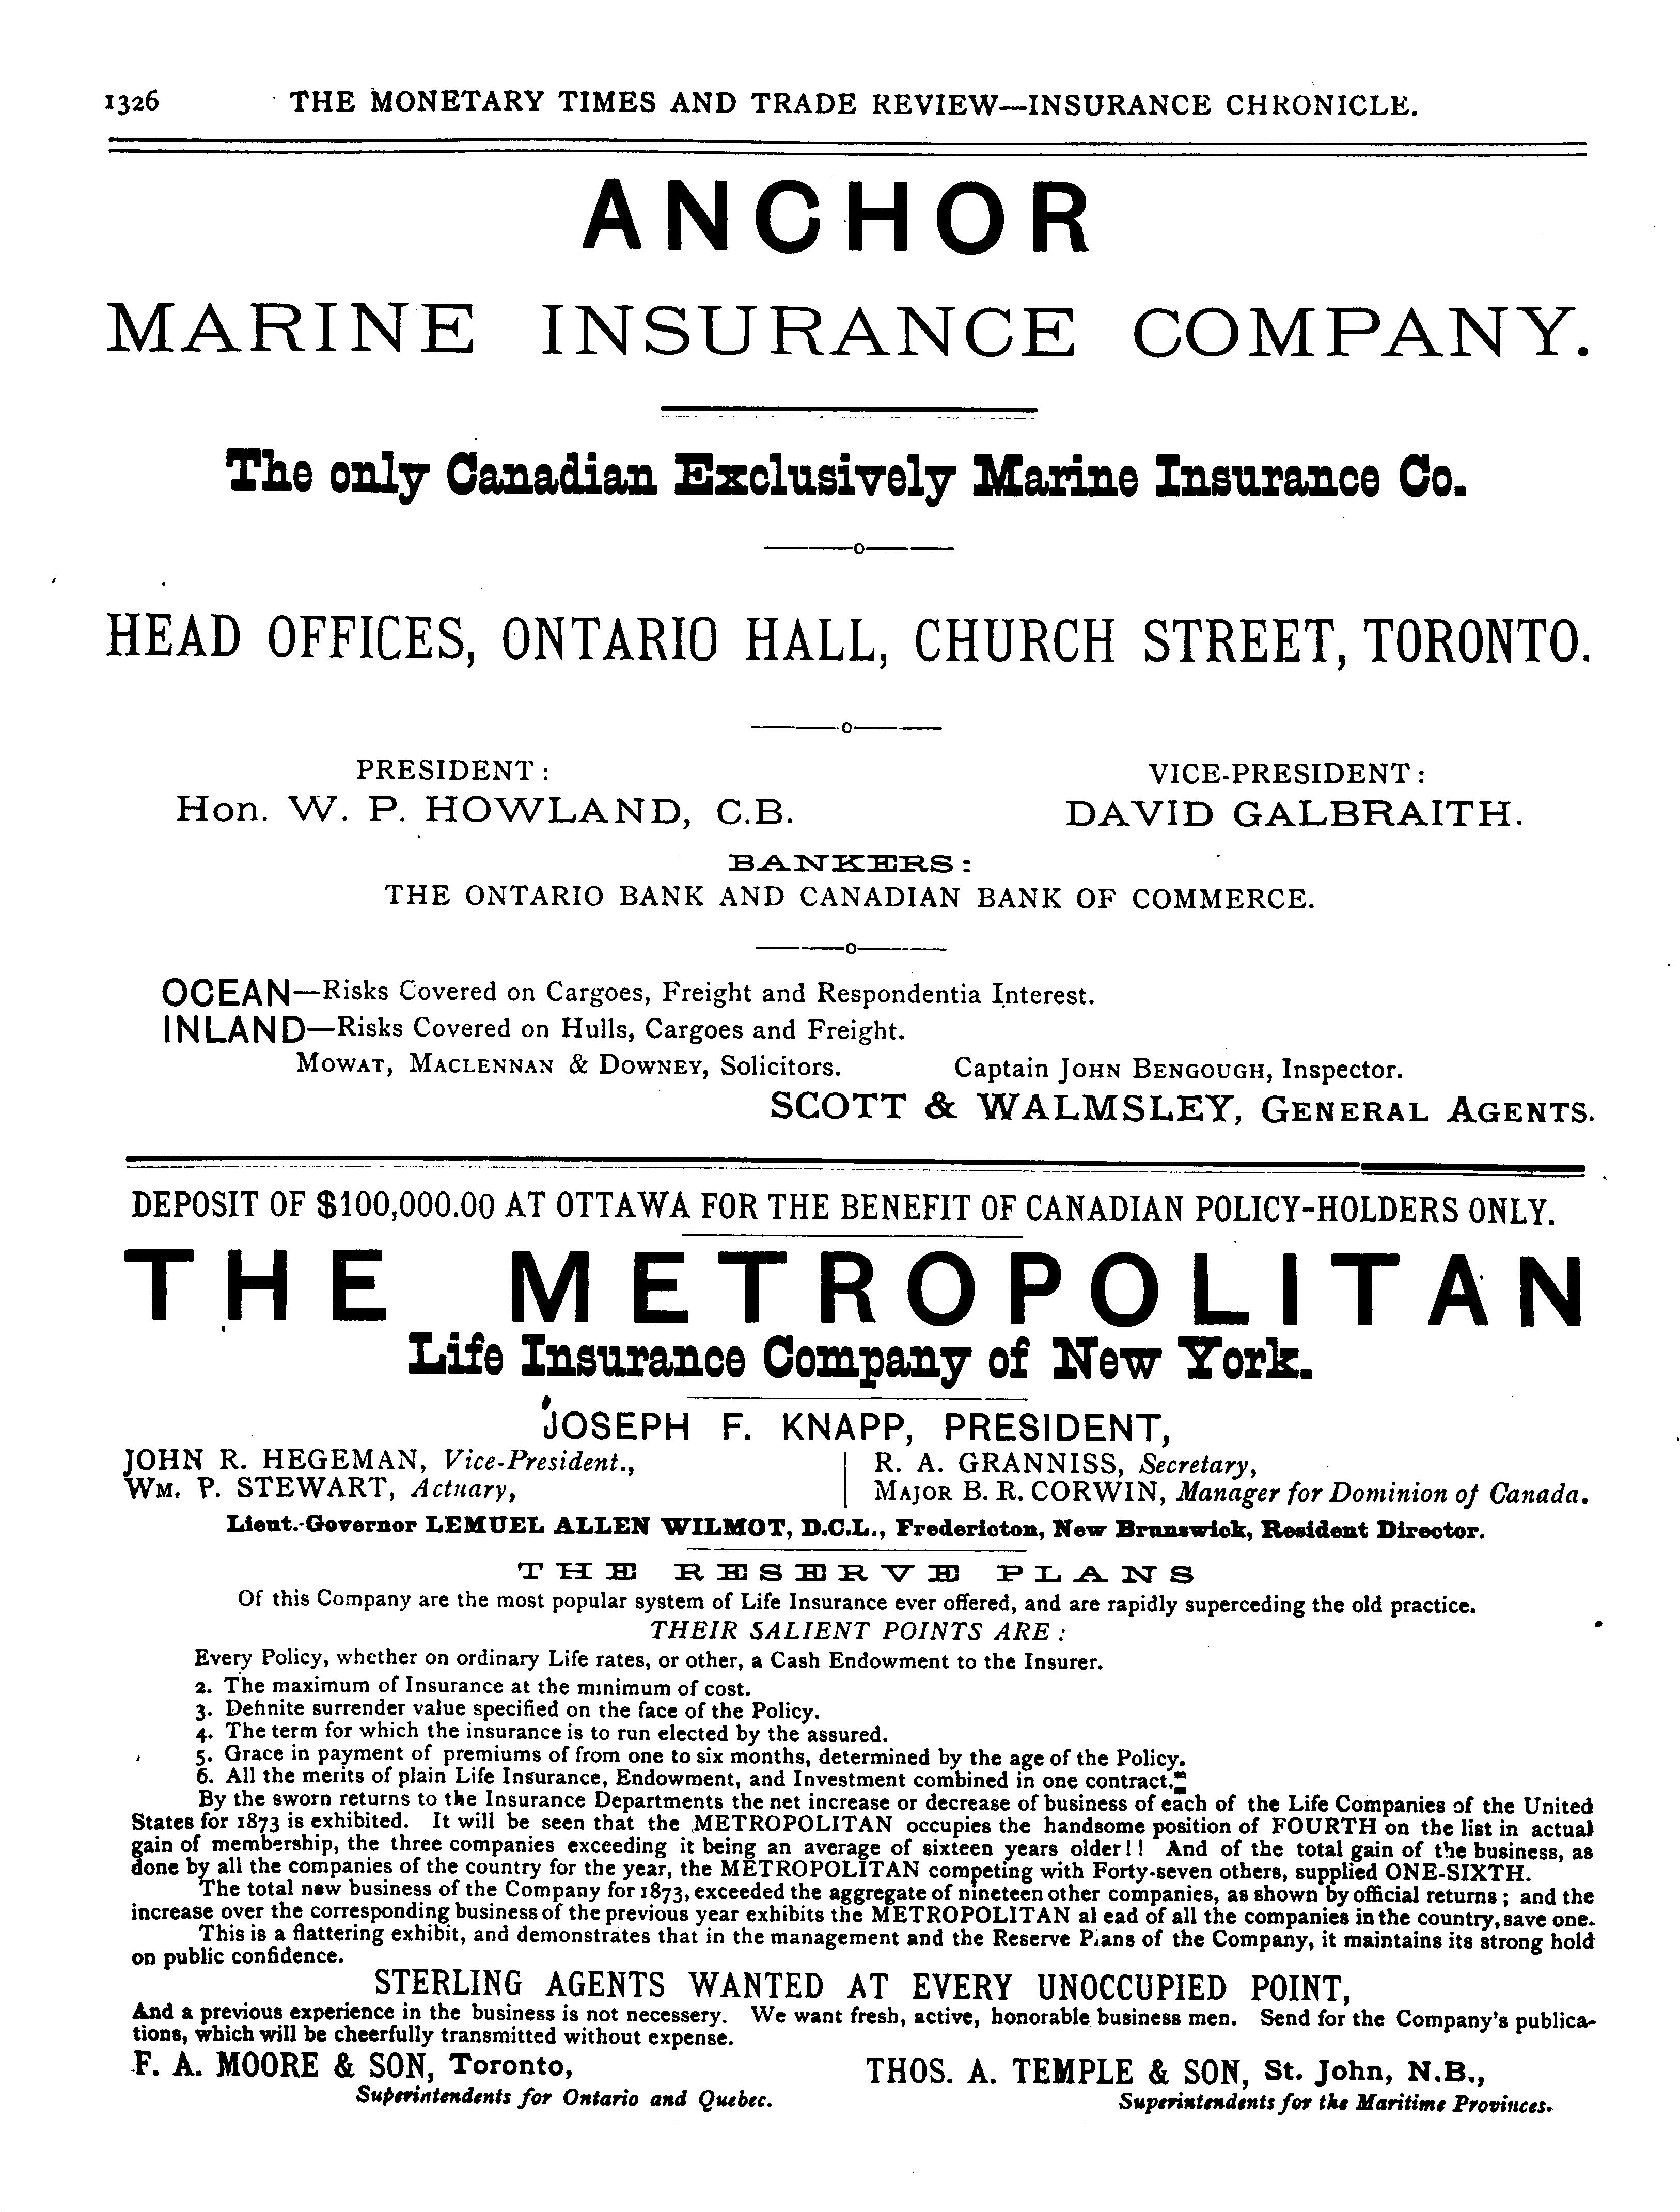 1326 THE MONETARY TIMES AND TRADE REVIEW—INSURANCE CHRONICLE.
ANCHOR
MARINE INSURANCE COMPANY.
The only Canadian Exclusively Marine Insurance Co.
HEAD OFFICES, ONTARIO HALL, CHURCH STREET, TORONTO.
PRESIDENT: VICE-PRESIDENT:
Hon. W. P. HOWLAND, C.B. DAVID GALBRAITH.
BANKERS:
THE ONTARIO BANK AND CANADIAN BANK OF COMMERCE.
OCEAN—Risks Covered on Cargoes, Freight and Respondentia Interest.
INLAND—Risks Covered on Hulls, Cargoes and Freight.
MOWAT, MACLENNAN & DOWNEY, Solicitors. Captain JOHN BENGOUGH, Inspector.
SCOTT & WALMSLEY, GENERAL AGENTS.
DEPOSIT OF $100,000.00 AT OTTAWA FOR THE BENEFIT OF CANADIAN POLICY-HOLDERS ONLY.
THE METROPOLITAN
Life Insurance Company of New York.
JOSEPH F. KNAPP, PRESIDENT,
JOHN R. HEGEMAN, Vice-President., R. A. GRANNISS, Secretary,
WM. P. STEWART, Actuary, MAJOR B. R. CORWIN, Manager for Dominion of Canada.
Lieut.-Governor LEMUEL ALLEN WILMOT, D.C.L., Fredericton, New Brunswick, Resident Director.
THE RESERVE PLANS
Of this Company are the most popular system of Life Insurance ever offered, and are rapidly superceding the old practice.
THEIR SALIENT POINTS ARE:
Every Policy, whether on ordinary Life rates, or other, a Cash Endowment to the Insurer.
2. The maximum of Insurance at the minimum of cost.
3. Definite surrender value specified on the face of the Policy.
4. The term for which the insurance is to run elected by the assured.
5. Grace in payment of premiums of from one to six months, determined by the age of the Policy.
6. All the merits of plain Life Insurance, Endowment, and Investment combined in one contract.
By the sworn returns to the Insurance Departments the net increase or decrease of business of each of the Life Companies of the United
States for 1873 is exhibited. It will be seen that the METROPOLITAN occupies the handsome position of FOURTH on the list in actual
gain of membership, the three companies exceeding it being an average of sixteen years older!! And of the total gain of the business, as
done by all the companies of the country for the year, the METROPOLITAN competing with Forty-seven others, supplied ONE-SIXTH.
The total new business of the Company for 1873, exceeded the aggregate of nineteen other companies, as shown by official returns; and the
increase over the corresponding business of the previous year exhibits the METROPOLITAN al ead of all the companies in the country, save one.
This is a flattering exhibit, and demonstrates that in the management and the Reserve Plans of the Company, it maintains its strong hold
on public confidence.
STERLING AGENTS WANTED AT EVERY UNOCCUPIED POINT,
And a previous experience in the business is not necessery. We want fresh, active, honorable business men. Send for the Company's publica-
tions, which will be cheerfully transmitted without expense.
F. A. MOORE & SON, Toronto, THOS. A. TEMPLE & SON, St. John, N.B.,
Superintendents for Ontario and Quebec. Superintendents for the Maritime Provinces.